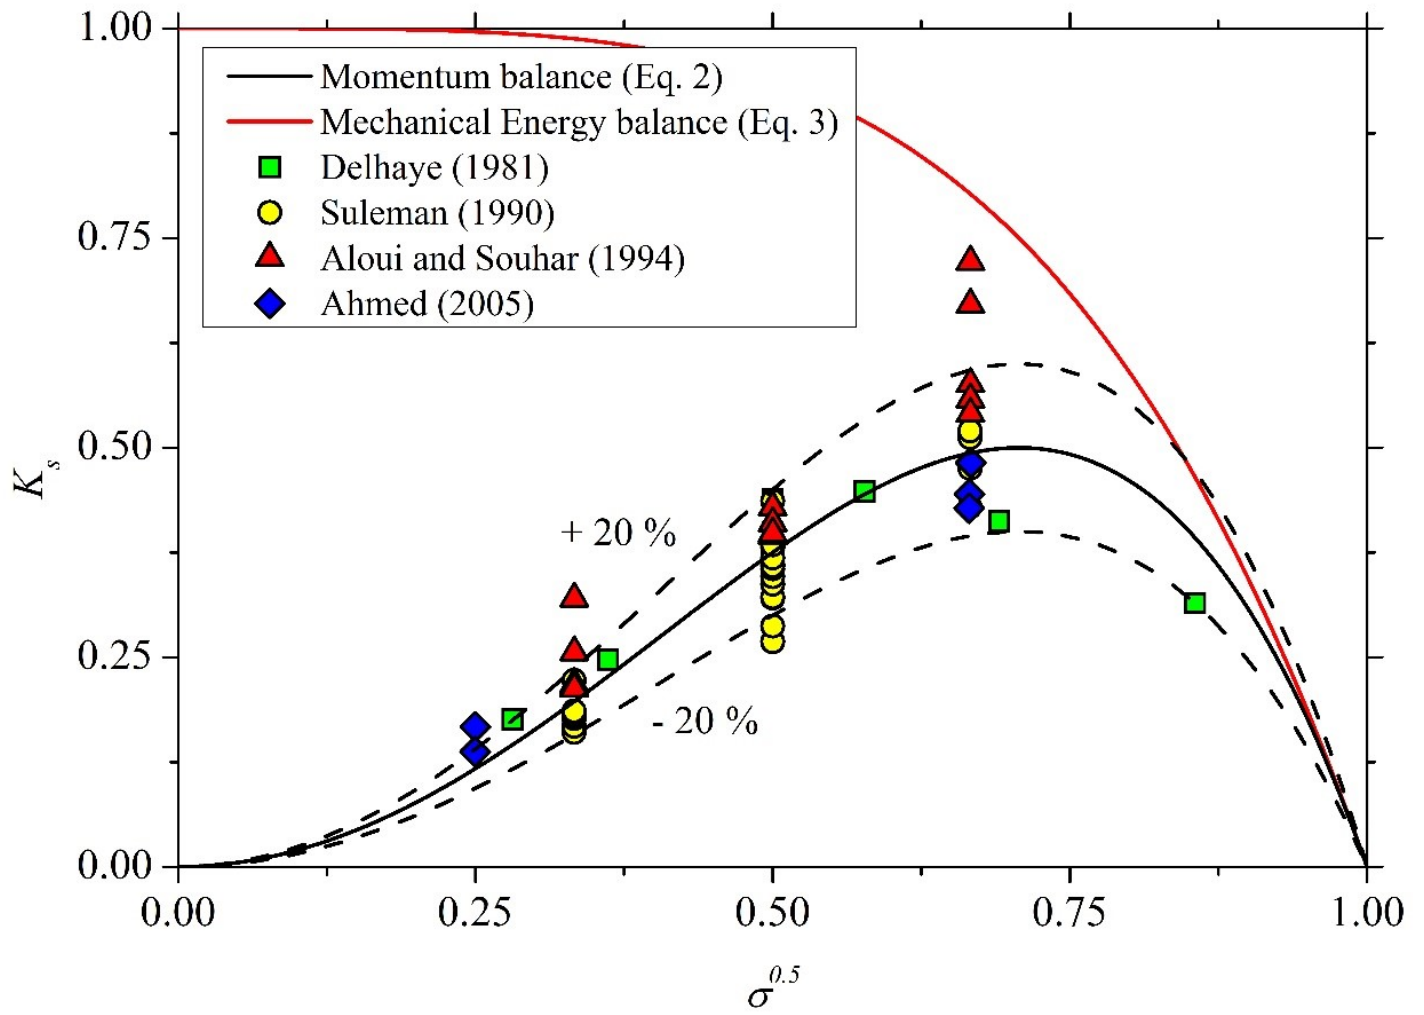 1.00
0.75
0.50
0.25
0.00
K_s
Momentum balance (Eq. 2)
Mechanical Energy balance (Eq. 3)
Delhaye (1981)
Suleman (1990)
Aloui and Souhar (1994)
Ahmed (2005)
+ 20 %
- 20 %
0.00 0.25 0.50 0.75 1.00
σ^0.5